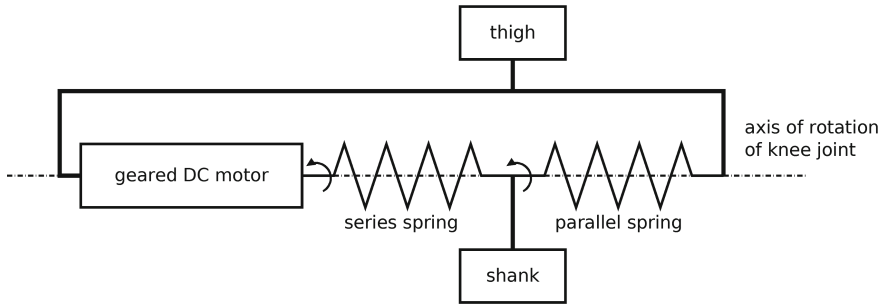 thigh
axis of rotation
of knee joint
geared DC motor
series spring
parallel spring
shank